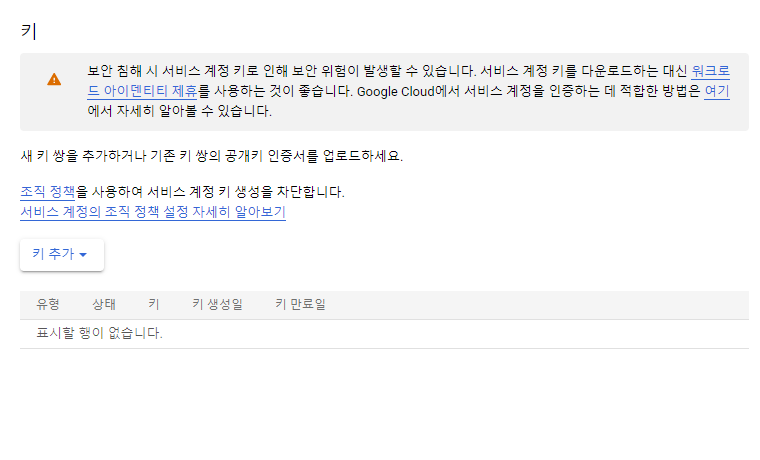 키
보안 침해 시 서비스 계정 키로 인해 보안 위험이 발생할 수 있습니다. 서비스 계정 키를 다운로드하는 대신 워크로
드 아이덴티티 제휴를 사용하는 것이 좋습니다. Google Cloud에서 서비스 계정을 인증하는 데 적합한 방법은 여기
에서 자세히 알아볼 수 있습니다.
새 키 쌍을 추가하거나 기존 키 쌍의 공개키 인증서를 업로드하세요.
조직 정책을 사용하여 서비스 계정 키 생성을 차단합니다.
서비스 계정의 조직 정책 설정 자세히 알아보기
키 추가
유형 상태 키 키 생성일 키 만료일
표시할 행이 없습니다.